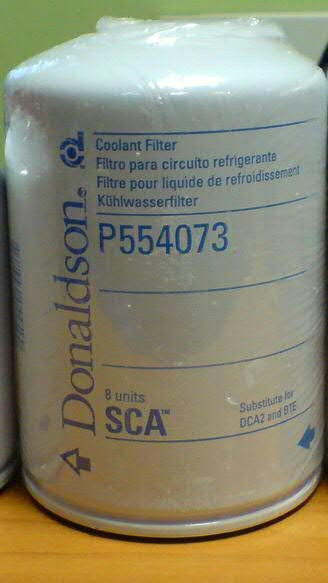 Donaldson.
Coolant Filter
Filtro para circuito refrigerante
Filtre pour liquide de refroidissement
Kühlwasserfilter
P554073
8 units
SCA™
Substitute for
DCA2 and BTE